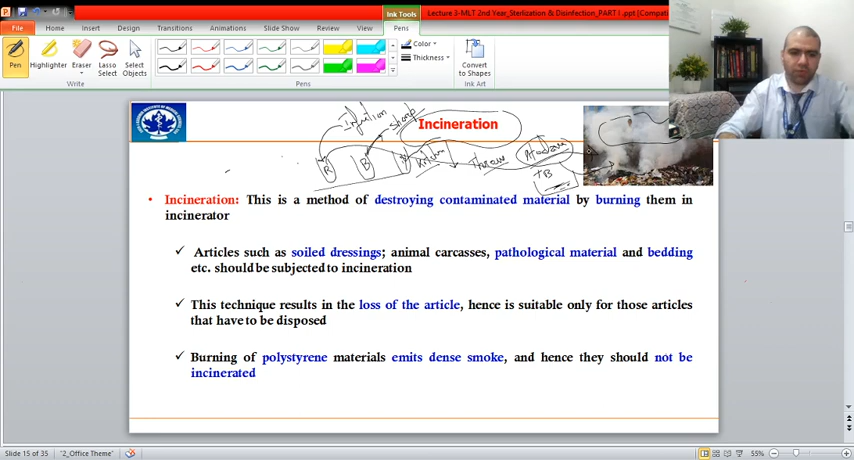 Ink Tools
Lecture 3-MLT 2nd Year_Sterlization & Disinfection_PART I .ppt [Compati
File Home Insert Design Transitions Animations Slide Show Review View Pens
Pen Highlighter Eraser Lasso Select Select Objects
Color
Thickness
Convert to Shapes
Write Pens Ink Art
sharp
Incineration
R B
+B
• Incineration: This is a method of destroying contaminated material by burning them in
incinerator
✓ Articles such as soiled dressings; animal carcasses, pathological material and bedding
etc. should be subjected to incineration
✓ This technique results in the loss of the article, hence is suitable only for those articles
that have to be disposed
✓ Burning of polystyrene materials emits dense smoke, and hence they should not be
incinerated
Slide 15 of 35 "2_Office Theme" 55%